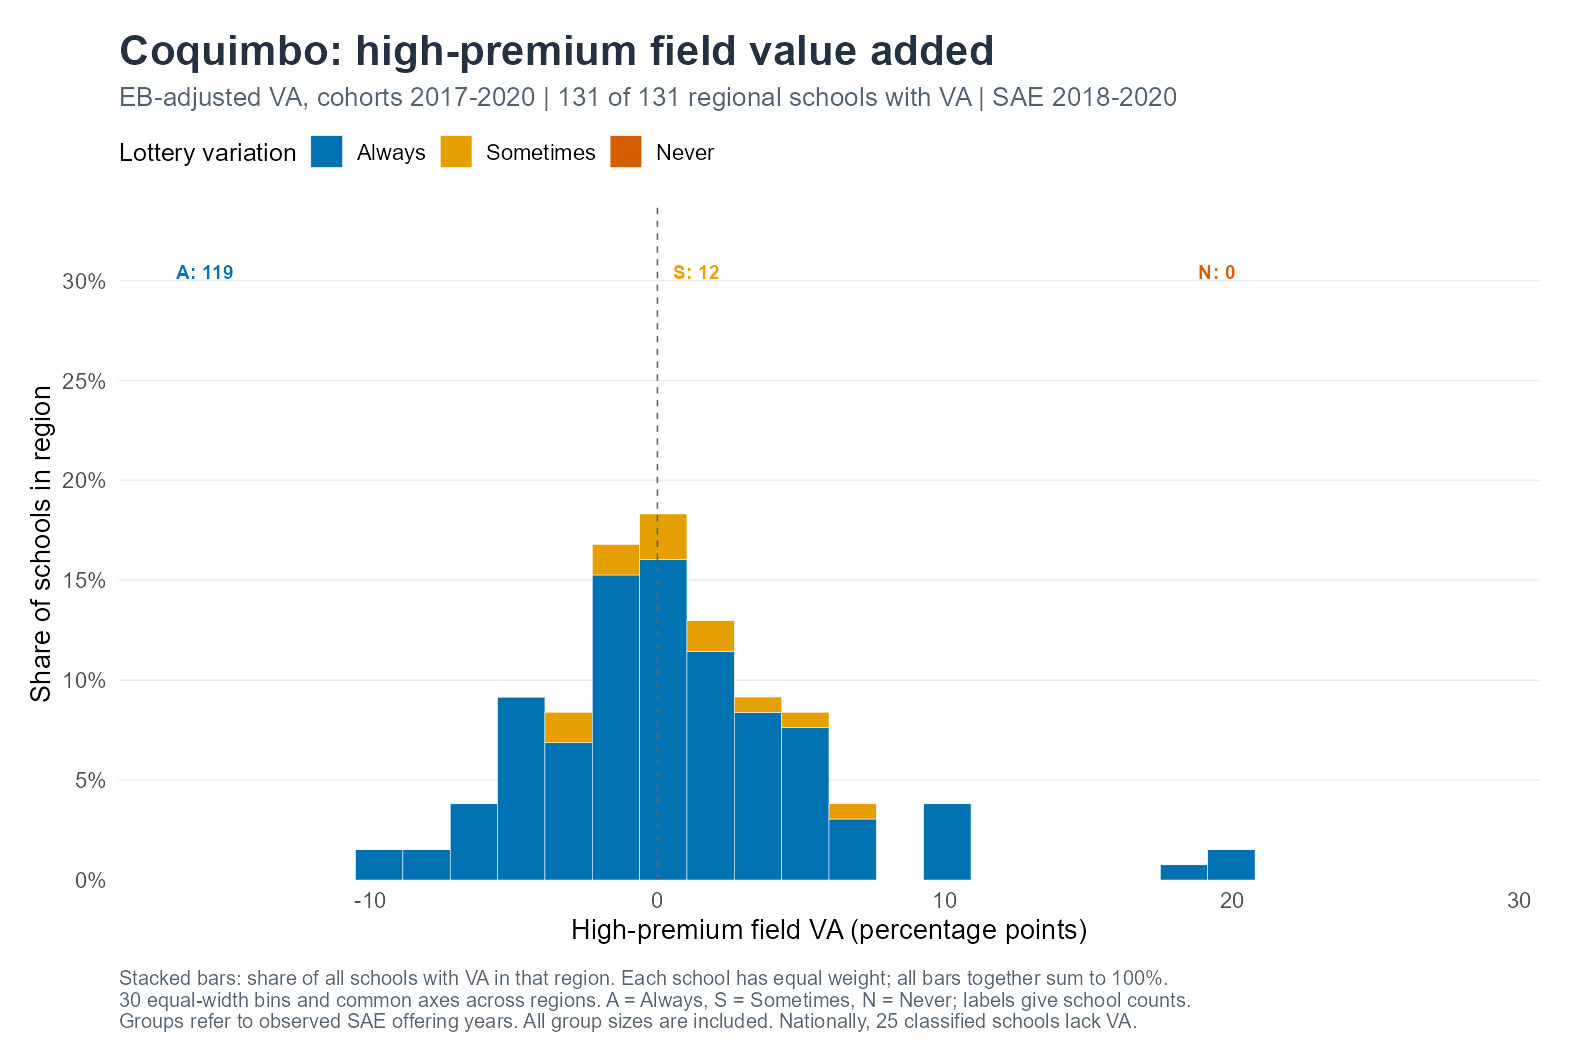 Coquimbo: high-premium field value added
EB-adjusted VA, cohorts 2017-2020 | 131 of 131 regional schools with VA | SAE 2018-2020
Lottery variation Always Sometimes Never
A: 119 S: 12 N: 0
30%
25%
20%
15%
10%
5%
0%
Share of schools in region
-10 0 10 20 30
High-premium field VA (percentage points)
Stacked bars: share of all schools with VA in that region. Each school has equal weight; all bars together sum to 100%.
30 equal-width bins and common axes across regions. A = Always, S = Sometimes, N = Never; labels give school counts.
Groups refer to observed SAE offering years. All group sizes are included. Nationally, 25 classified schools lack VA.